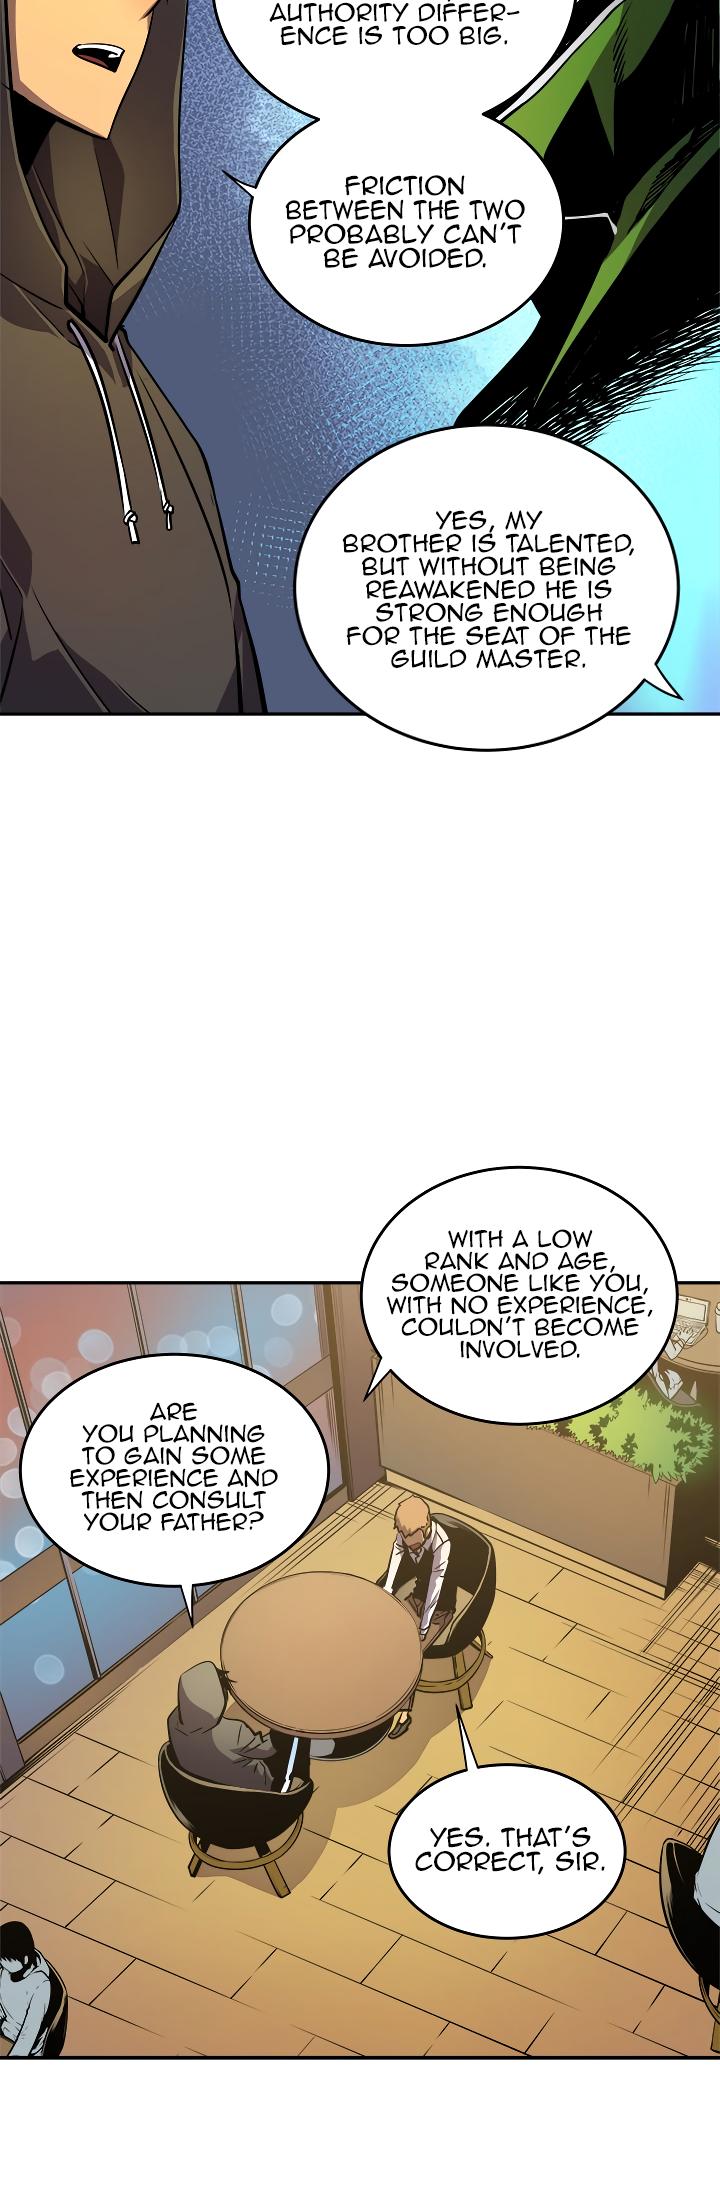 AUTHORITY DIFFER-
ENCE IS TOO BIG.
FRICTION
BETWEEN THE TWO
PROBABLY CAN'T
BE AVOIDED.
YES, MY
BROTHER IS TALENTED,
BUT WITHOUT BEING
REAWAKENED HE IS
STRONG ENOUGH
FOR THE SEAT OF THE
GUILD MASTER.
WITH A LOW
RANK AND AGE,
SOMEONE LIKE YOU,
WITH NO EXPERIENCE,
COULDN'T BECOME
INVOLVED.
ARE
YOU PLANNING
TO GAIN SOME
EXPERIENCE AND
THEN CONSULT
YOUR FATHER?
YES. THAT'S
CORRECT, SIR.